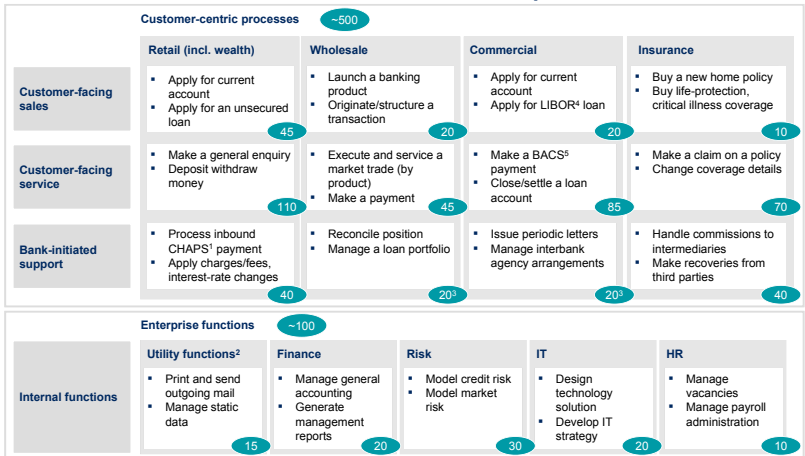 Customer-centric processes ~500
Retail (incl. wealth)
Wholesale
Commercial
Insurance
Customer-facing
sales
▪ Apply for current
account
▪ Apply for an unsecured
loan
45
▪ Launch a banking
product
▪ Originate/structure a
transaction
20
▪ Apply for current
account
▪ Apply for LIBOR⁴ loan
20
▪ Buy a new home policy
▪ Buy life-protection,
critical illness coverage
10
Customer-facing
service
▪ Make a general enquiry
▪ Deposit withdraw
money
110
▪ Execute and service a
market trade (by
product)
▪ Make a payment
45
▪ Make a BACS⁵
payment
▪ Close/settle a loan
account
85
▪ Make a claim on a policy
▪ Change coverage details
70
Bank-initiated
support
▪ Process inbound
CHAPS¹ payment
▪ Apply charges/fees,
interest-rate changes
40
▪ Reconcile position
▪ Manage a loan portfolio
20³
▪ Issue periodic letters
▪ Manage interbank
agency arrangements
20³
▪ Handle commissions to
intermediaries
▪ Make recoveries from
third parties
40
Enterprise functions ~100
Utility functions²
Finance
Risk
IT
HR
Internal functions
▪ Print and send
outgoing mail
▪ Manage static
data
15
▪ Manage general
accounting
▪ Generate
management
reports
20
▪ Model credit risk
▪ Model market
risk
30
▪ Design
technology
solution
▪ Develop IT
strategy
20
▪ Manage
vacancies
▪ Manage payroll
administration
10